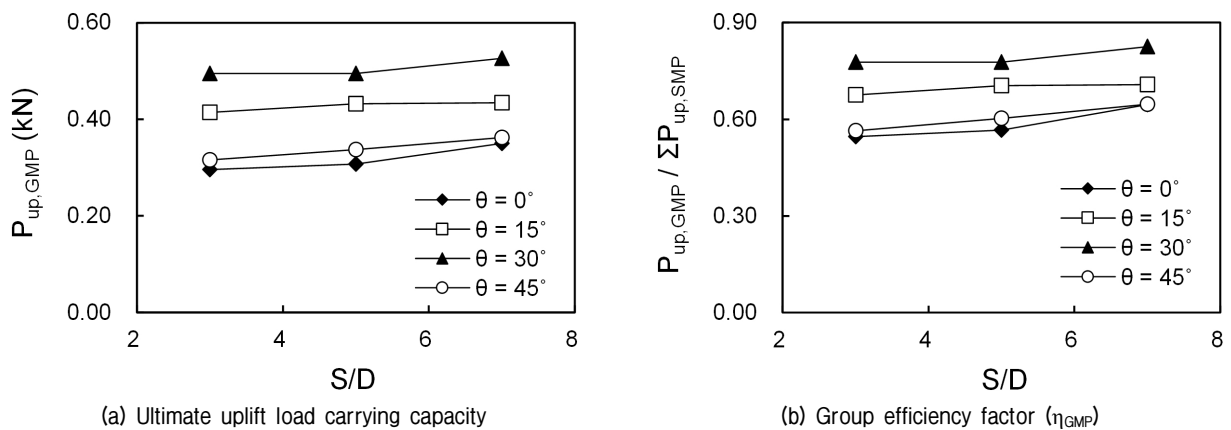 0.60
0.40
0.20
0.00
P_up,GMP (kN)
θ = 0˚
θ = 15˚
θ = 30˚
θ = 45˚
2
4
6
8
S/D
(a) Ultimate uplift load carrying capacity
0.90
0.60
0.30
0.00
P_up,GMP / ΣP_up,SMP
θ = 0˚
θ = 15˚
θ = 30˚
θ = 45˚
2
4
6
8
S/D
(b) Group efficiency factor (η_GMP)